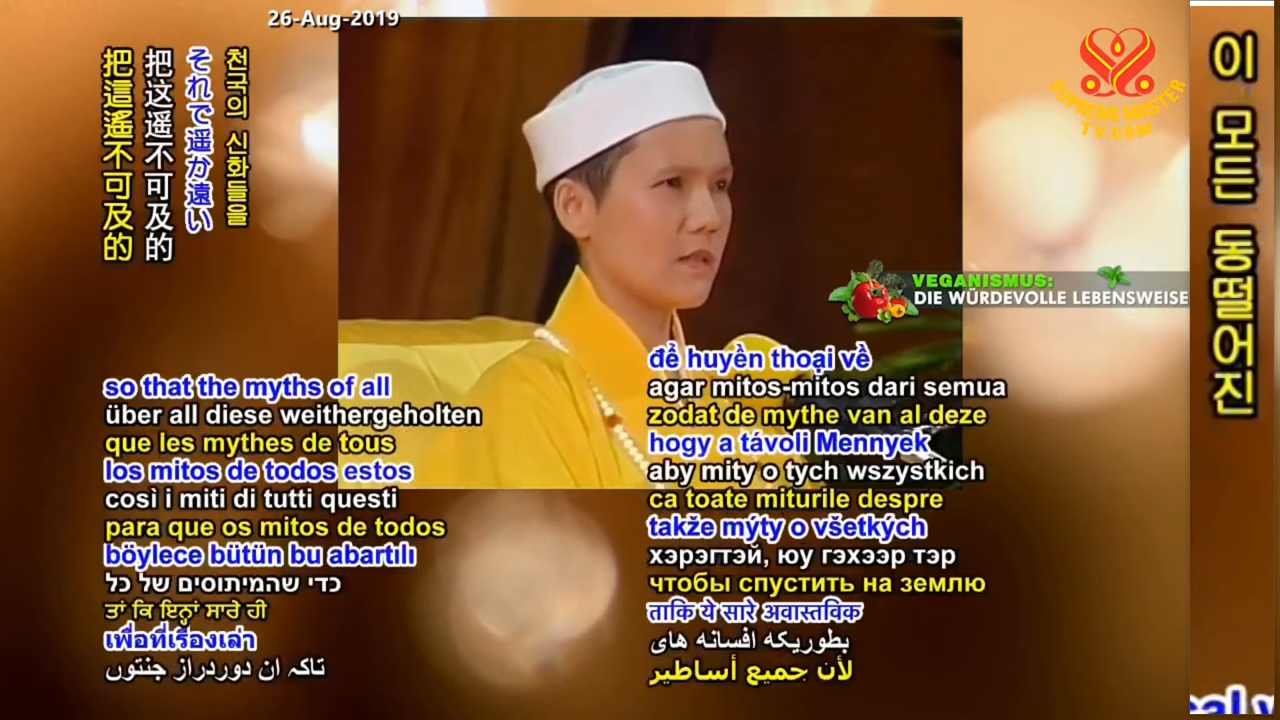 26-Aug-2019
천국의 신화들을
それで遥か遠い
把这遥不可及的
把這遙不可及的
SUPREME MASTER
TV.COM
이 모든 동떨어진
VEGANISMUS:
DIE WÜRDEVOLLE LEBENSWEISE
so that the myths of all
über all diese weithergeholten
que les mythes de tous
los mitos de todos estos
così i miti di tutti questi
para que os mitos de todos
böylece bütün bu abartılı
כדי שהמיתוסים של כל
ਤਾਂ ਕਿ ਇਨ੍ਹਾਂ ਸਾਰੇ ਹੀ
เพื่อที่เรื่องเล่า
تاکہ ان دوردراز جنتوں
để huyền thoại về
agar mitos-mitos dari semua
zodat de mythe van al deze
hogy a távoli Mennyek
aby mity o tych wszystkich
ca toate miturile despre
takže mýty o všetkých
хэрэгтэй, юу гэхээр тэр
чтобы спустить на землю
ताकि ये सारे अवास्तविक
بطوریکه افسانه های
لأن جميع أساطير